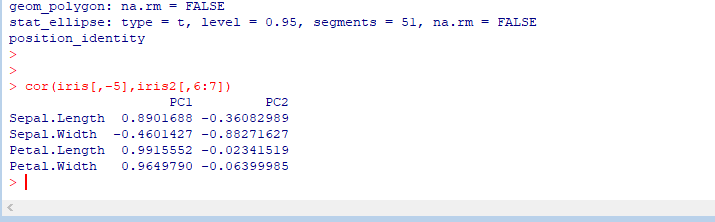 geom_polygon: na.rm = FALSE
stat_ellipse: type = t, level = 0.95, segments = 51, na.rm = FALSE
position_identity
>
>
> cor(iris[,-5],iris2[,6:7])
PC1 PC2
Sepal.Length 0.8901688 -0.36082989
Sepal.Width -0.4601427 -0.88271627
Petal.Length 0.9915552 -0.02341519
Petal.Width 0.9649790 -0.06399985
>